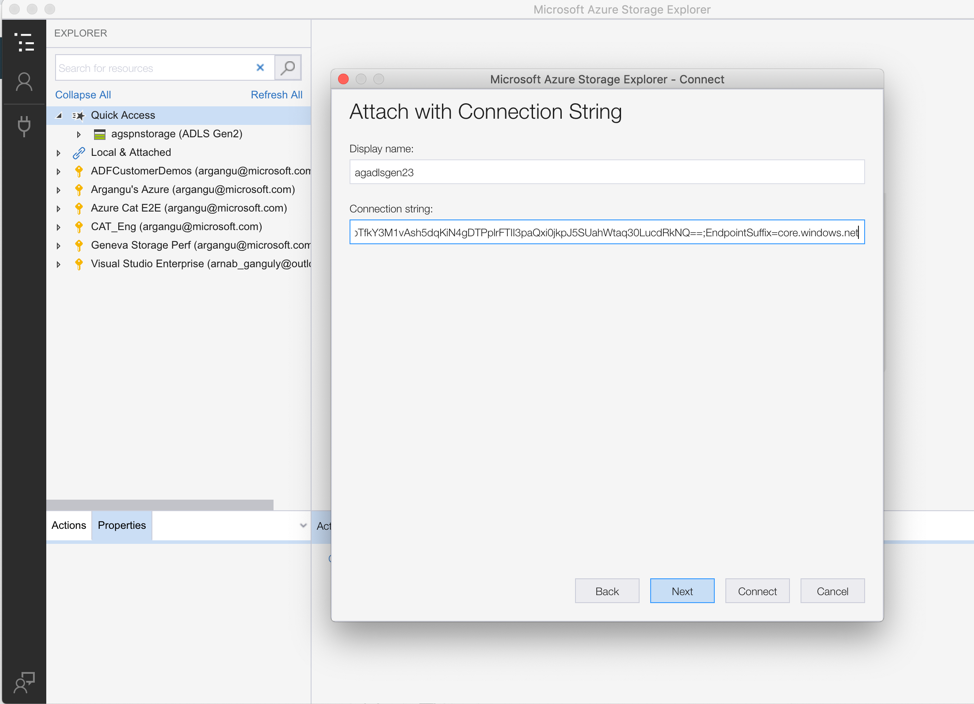 Microsoft Azure Storage Explorer
EXPLORER
Search for resources
Collapse All
Refresh All
Quick Access
agspnstorage (ADLS Gen2)
Local & Attached
ADFCustomerDemos (argangu@microsoft.com
Argangu's Azure (argangu@microsoft.com)
Azure Cat E2E (argangu@microsoft.com)
CAT_Eng (argangu@microsoft.com)
Geneva Storage Perf (argangu@microsoft.com
Visual Studio Enterprise (arnab_ganguly@outlo
Actions
Properties
Act
Microsoft Azure Storage Explorer - Connect
Attach with Connection String
Display name:
agadlsgen23
Connection string:
==;EndpointSuffix=core.windows.net
Back
Next
Connect
Cancel